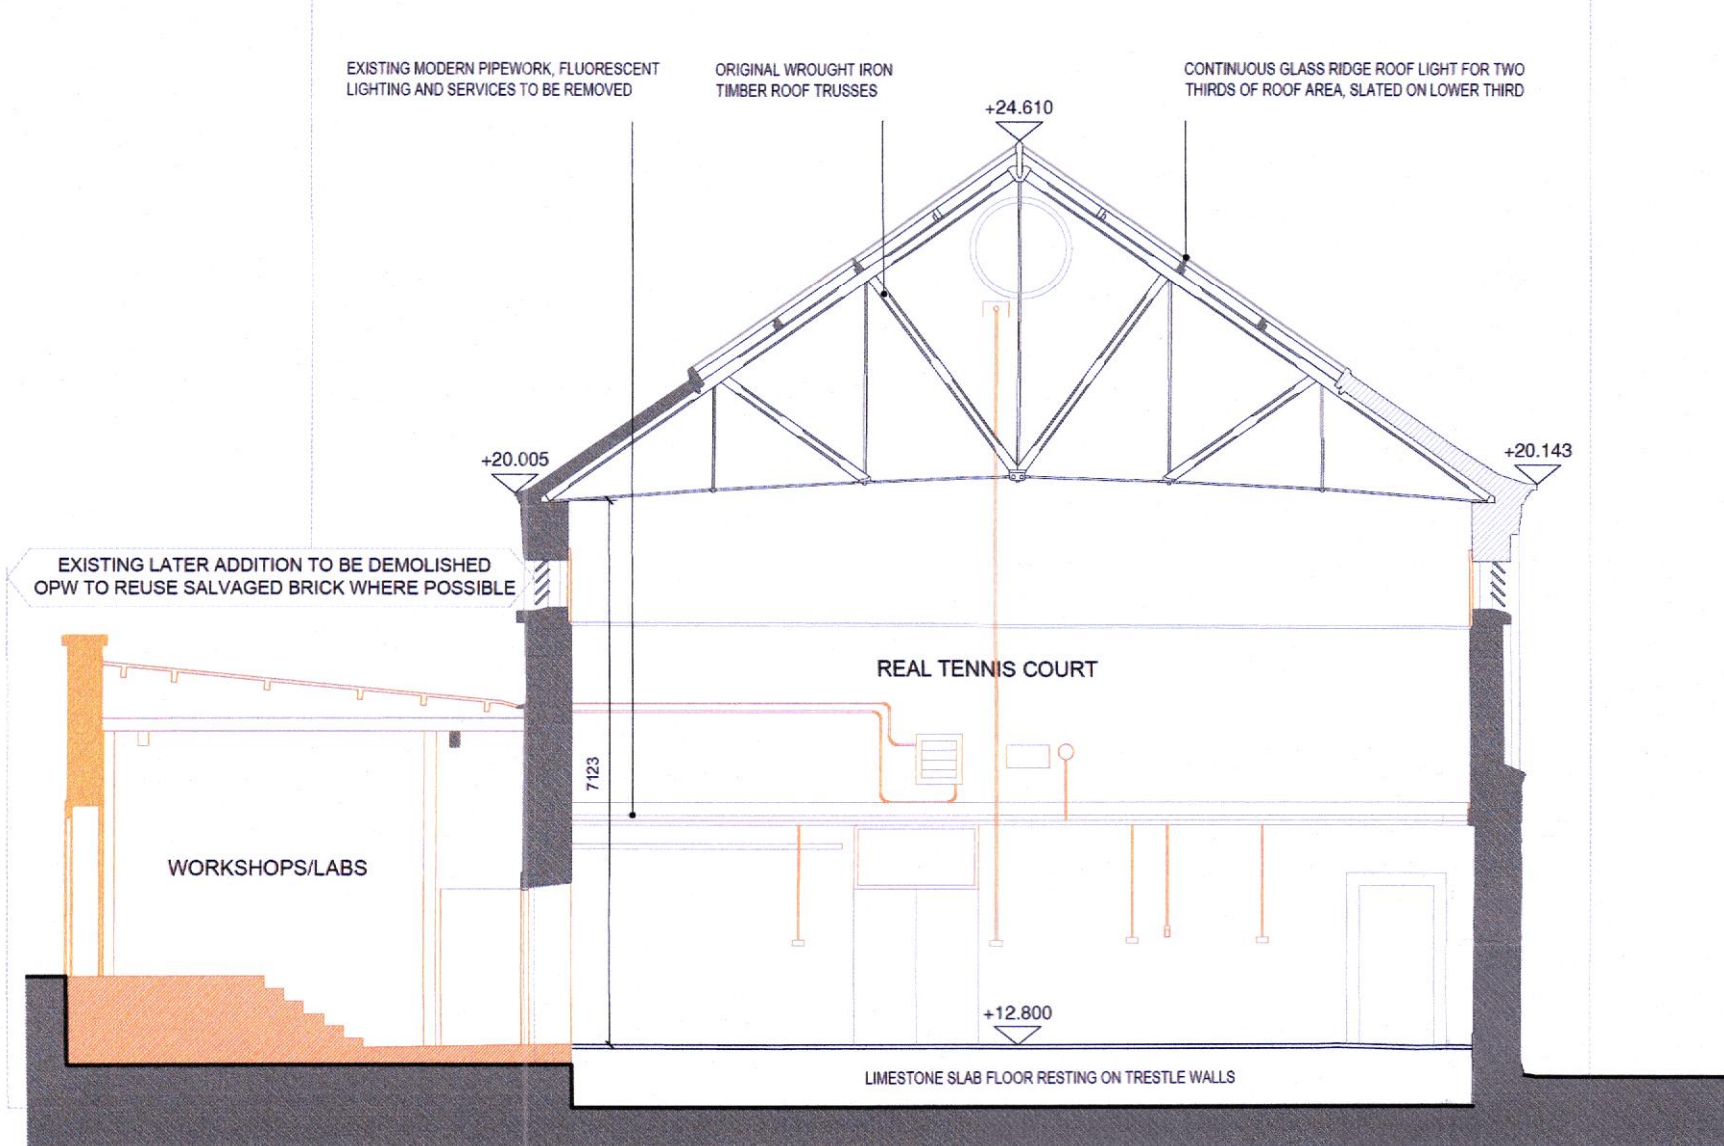 EXISTING MODERN PIPEWORK, FLUORESCENT
LIGHTING AND SERVICES TO BE REMOVED
ORIGINAL WROUGHT IRON
TIMBER ROOF TRUSSES
CONTINUOUS GLASS RIDGE ROOF LIGHT FOR TWO
THIRDS OF ROOF AREA, SLATED ON LOWER THIRD
+24.610
+20.005
+20.143
EXISTING LATER ADDITION TO BE DEMOLISHED
OPW TO REUSE SALVAGED BRICK WHERE POSSIBLE
REAL TENNIS COURT
7123
WORKSHOPS/LABS
+12.800
LIMESTONE SLAB FLOOR RESTING ON TRESTLE WALLS